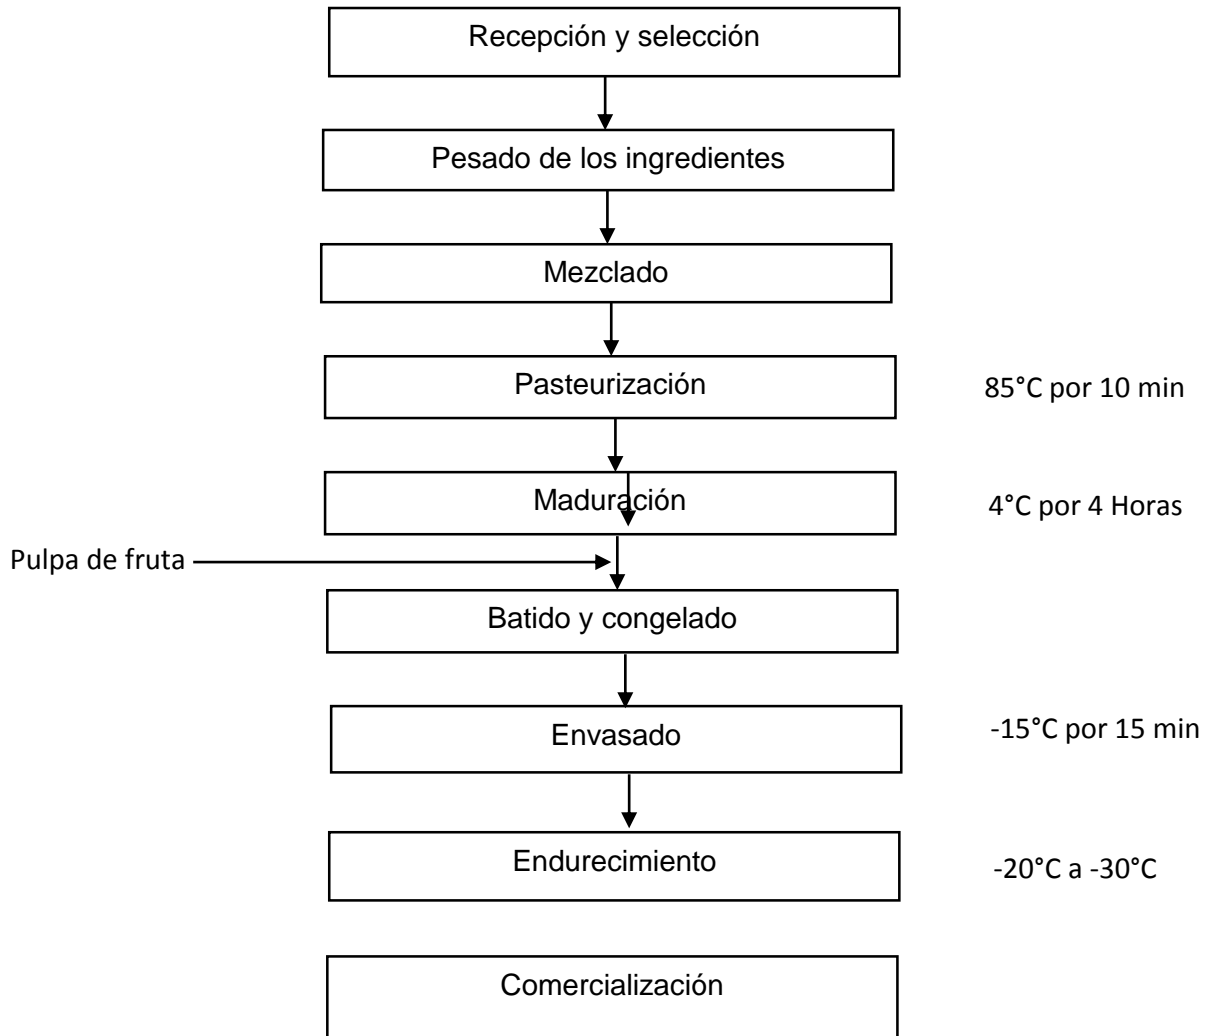 Recepción y selección
Pesado de los ingredientes
Mezclado
Pasteurización
85°C por 10 min
Maduración
4°C por 4 Horas
Pulpa de fruta
Batido y congelado
Envasado
-15°C por 15 min
Endurecimiento
-20°C a -30°C
Comercialización